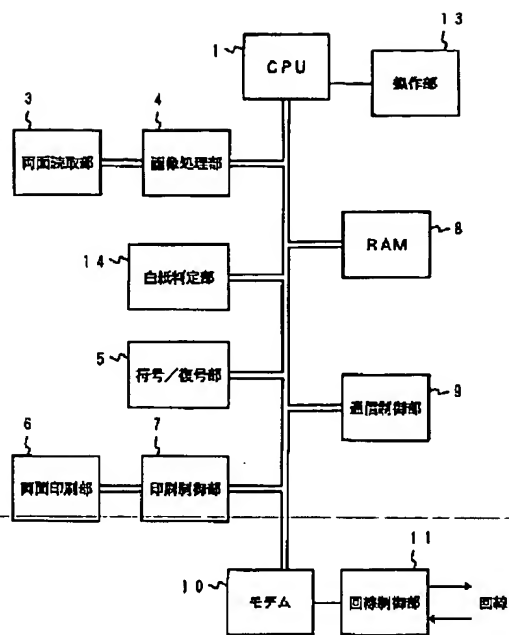 13
1
CPU
操作部
3
4
両面読取部
画像処理部
14
8
白紙判定部
RAM
5
符号/復号部
9
通信制御部
6
7
両面印刷部
印刷制御部
11
10
モデム
回線制御部
回線